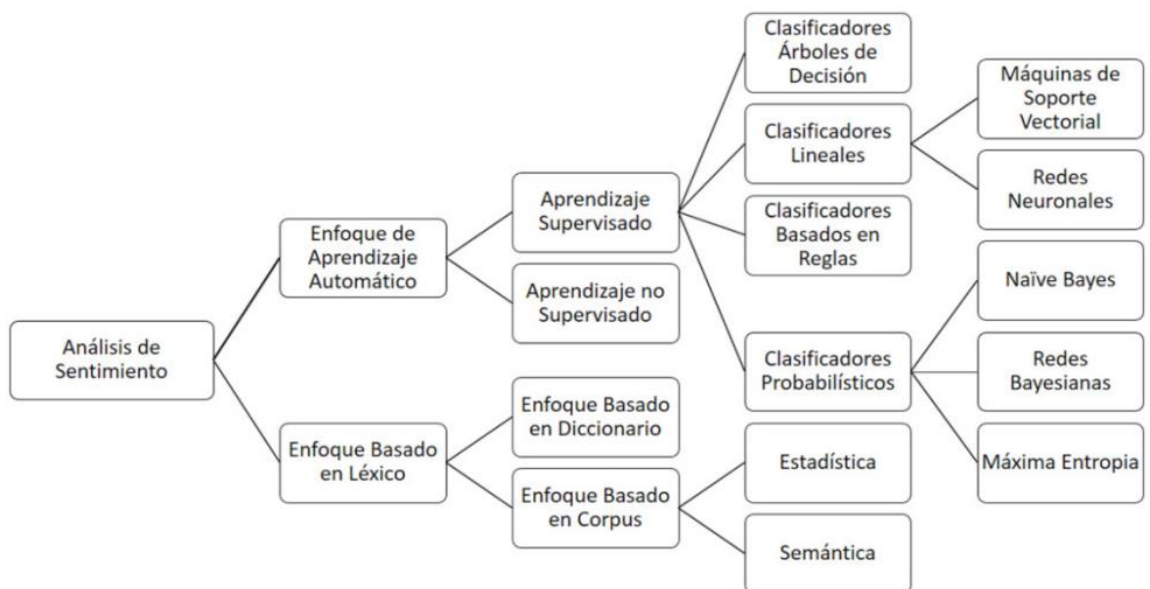 Análisis de
Sentimiento
Enfoque de
Aprendizaje
Automático
Enfoque Basado
en Léxico
Aprendizaje
Supervisado
Aprendizaje no
Supervisado
Enfoque Basado
en Diccionario
Enfoque Basado
en Corpus
Clasificadores
Árboles de
Decisión
Clasificadores
Lineales
Clasificadores
Basados en
Reglas
Clasificadores
Probabilísticos
Estadística
Semántica
Máquinas de
Soporte
Vectorial
Redes
Neuronales
Naïve Bayes
Redes
Bayesianas
Máxima Entropia